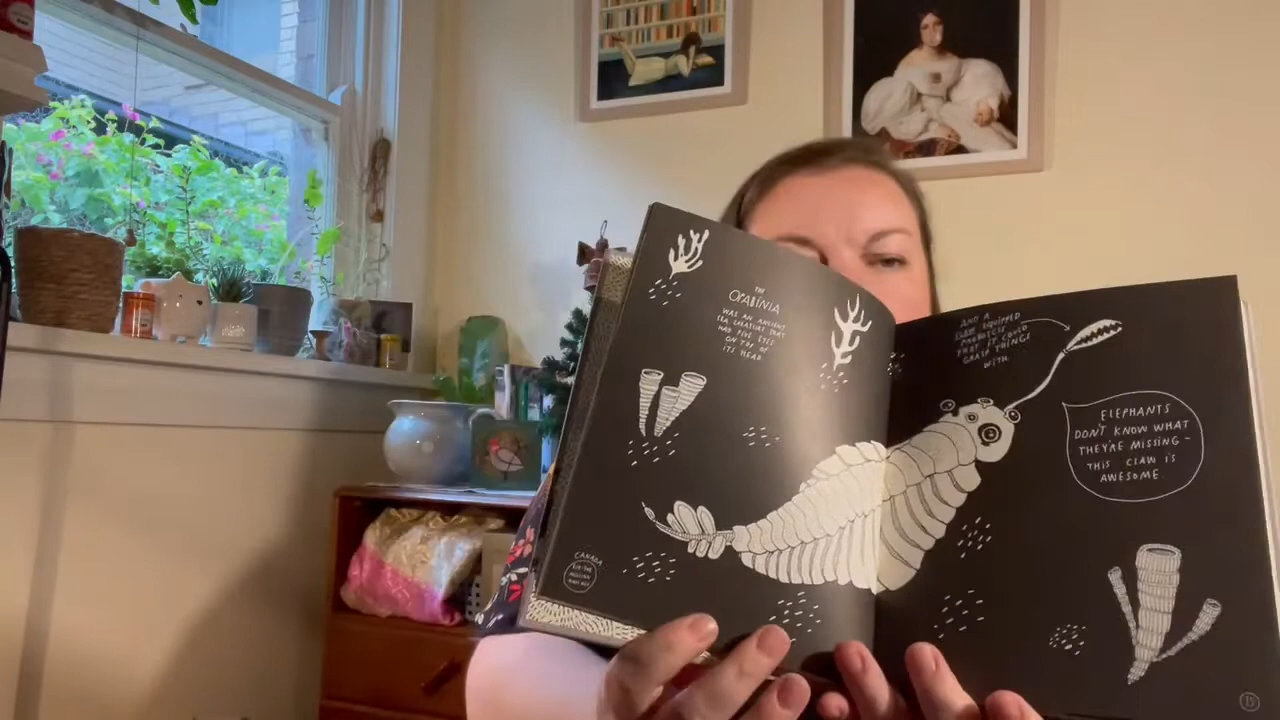 THE
OPABINIA
WAS AN ANCIENT
SEA CREATURE THAT
HAD FIVE EYES
ON TOP OF
ITS HEAD
AND A
CLAW EQUIPPED
PROBOSCIS
THAT IT COULD
GRASP THINGS
WITH.
ELEPHANTS
DON'T KNOW WHAT
THEY'RE MISSING –
THIS CLAW IS
AWESOME.
CANADA
MILLION
15